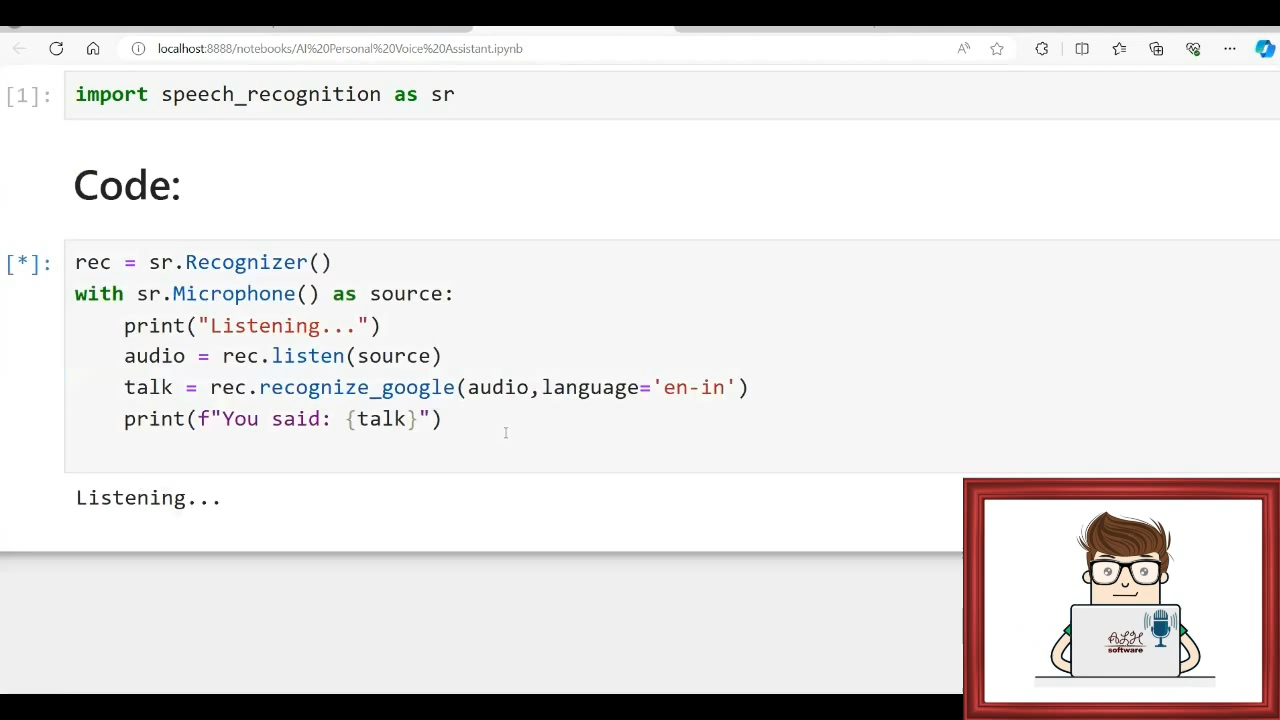 localhost:8888/notebooks/AI%20Personal%20Voice%20Assistant.ipynb
[1]: import speech_recognition as sr
Code:
[*]: rec = sr.Recognizer()
with sr.Microphone() as source:
    print("Listening...")
    audio = rec.listen(source)
    talk = rec.recognize_google(audio,language='en-in')
    print(f"You said: {talk}")
Listening...
ALH
software